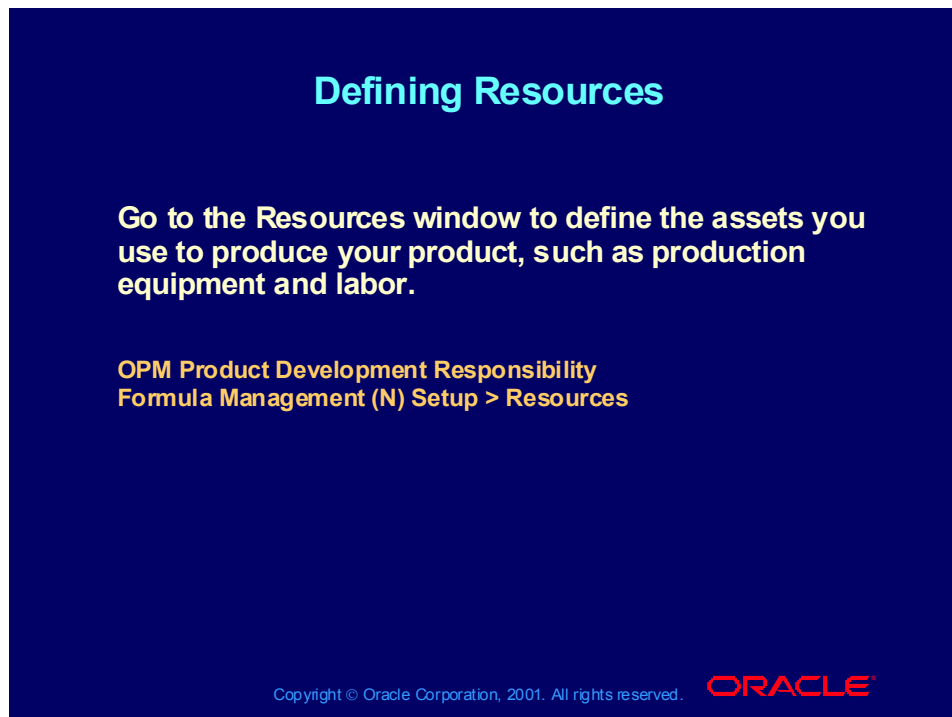 Defining Resources
Go to the Resources window to define the assets you
use to produce your product, such as production
equipment and labor.
OPM Product Development Responsibility
Formula Management (N) Setup > Resources
Copyright © Oracle Corporation, 2001. All rights reserved.
ORACLE®